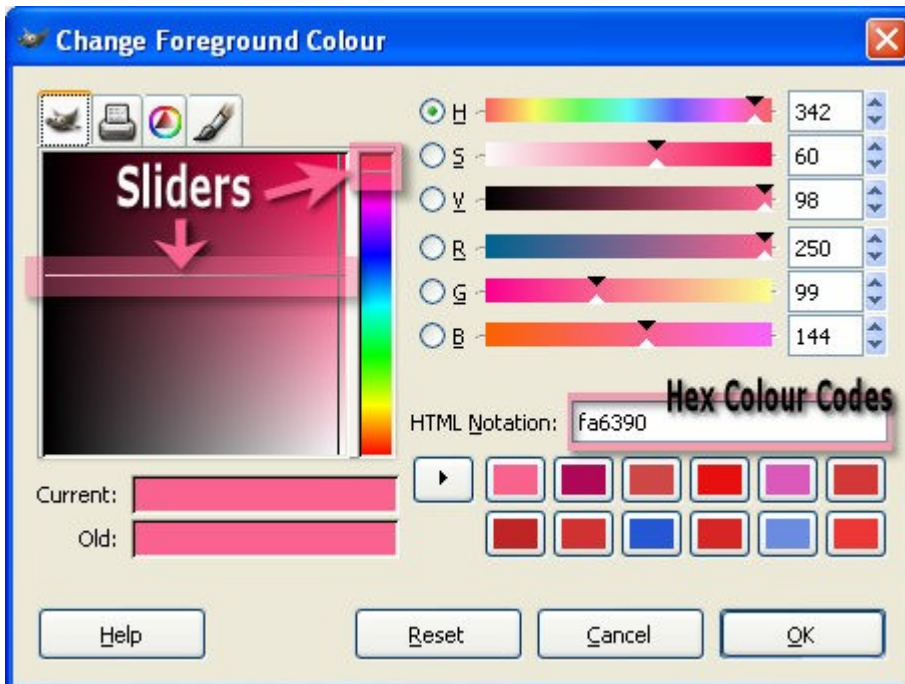 Change Foreground Colour
Sliders
H 342
S 60
V 98
R 250
G 99
B 144
Hex Colour Codes
HTML Notation: fa6390
Current:
Old:
Help Reset Cancel OK